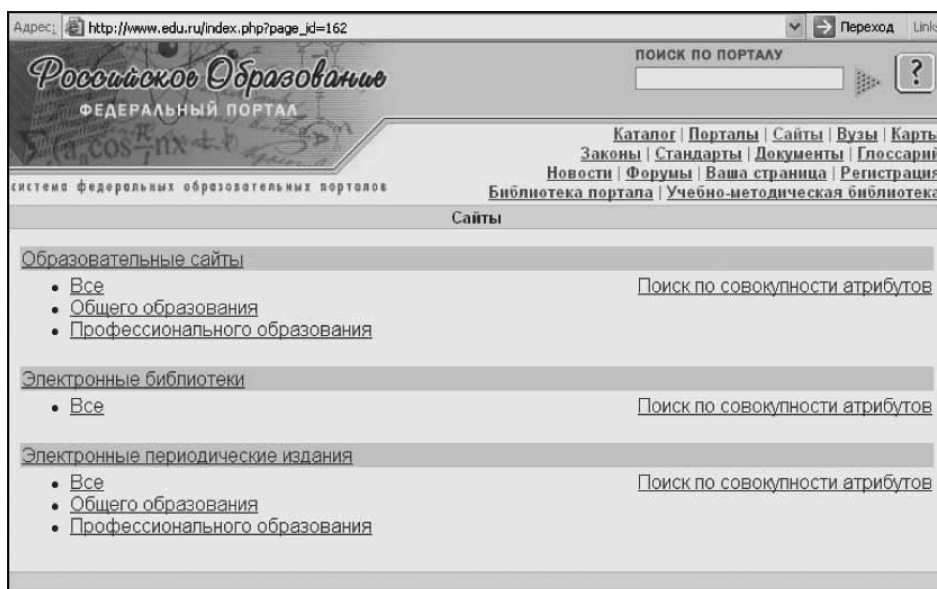 Адрес: http://www.edu.ru/index.php?page_id=162 Переход Links
Российское Образование
ФЕДЕРАЛЬНЫЙ ПОРТАЛ
система федеральных образовательных порталов
ПОИСК ПО ПОРТАЛУ
?
Каталог | Порталы | Сайты | Вузы | Карты
Законы | Стандарты | Документы | Глоссарий
Новости | Форумы | Ваша страница | Регистрация
Библиотека портала | Учебно-методическая библиотека
Сайты
Образовательные сайты
• Все Поиск по совокупности атрибутов
• Общего образования
• Профессионального образования
Электронные библиотеки
• Все Поиск по совокупности атрибутов
Электронные периодические издания
• Все Поиск по совокупности атрибутов
• Общего образования
• Профессионального образования